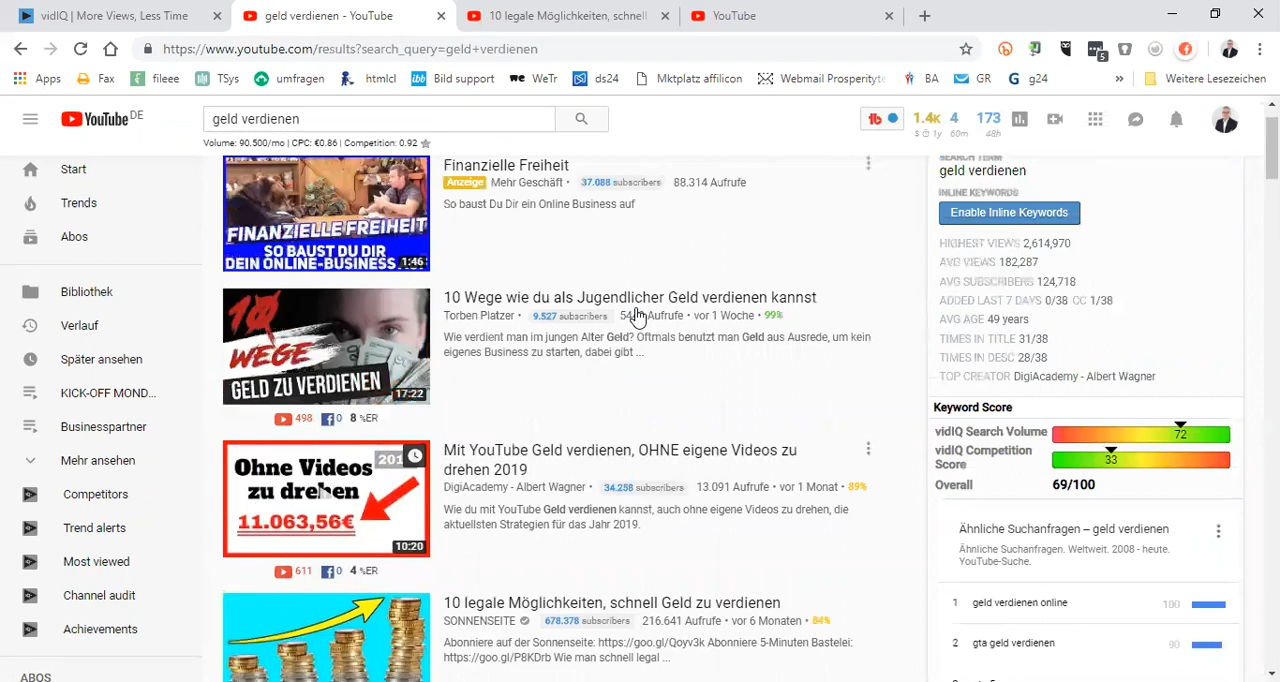 vidIQ | More Views, Less Time
geld verdienen - YouTube
10 legale Möglichkeiten, schnell
YouTube
https://www.youtube.com/results?search_query=geld+verdienen
5
Apps
Fax
fileee
TSys
umfragen
htmlcl
ibb
Bild support
we WeTr
ds24
Mktplatz affilicon
Webmail Prosperity
BA
GR
G g24
»
Weitere Lesezeichen
YouTube DE
geld verdienen
Volume: 90.500/mo | CPC: €0.86 | Competition: 0.92
tb
1.4K
$ 1y
4
60m
173
48h
Start
Trends
Abos
Bibliothek
Verlauf
Später ansehen
KICK-OFF MOND...
Businesspartner
Mehr ansehen
Competitors
Trend alerts
Most viewed
Channel audit
Achievements
ABOS
FINANZIELLE FREIHEIT
SO BAUST DU DIR
DEIN ONLINE-BUSINESS
1:46
Finanzielle Freiheit
Anzeige Mehr Geschäft • 37.088 subscribers 88.314 Aufrufe
So baust Du Dir ein Online Business auf
10
WEGE
GELD ZU VERDIENEN
17:22
498 0 8 %ER
10 Wege wie du als Jugendlicher Geld verdienen kannst
Torben Platzer • 9.527 subscribers Aufrufe • vor 1 Woche • 99%
Wie verdient man im jungen Alter Geld? Oftmals benutzt man Geld aus Ausrede, um kein
eigenes Business zu starten, dabei gibt ...
Ohne Videos
zu drehen
11.063,56€
10:20
611 0 4 %ER
Mit YouTube Geld verdienen, OHNE eigene Videos zu
drehen 2019
DigiAcademy - Albert Wagner • 34.258 subscribers 13.091 Aufrufe • vor 1 Monat • 89%
Wie du mit YouTube Geld verdienen kannst, auch ohne eigene Videos zu drehen, die
aktuellsten Strategien für das Jahr 2019.
10 legale Möglichkeiten, schnell Geld zu verdienen
SONNENSEITE 678.378 subscribers 216.641 Aufrufe • vor 6 Monaten • 84%
Abonniere auf der Sonnenseite: https://goo.gl/Qoyv3k Abonniere 5-Minuten Bastelei:
https://goo.gl/P8KDrb Wie man schnell legal ...
SEARCH TERM
geld verdienen
INLINE KEYWORDS
Enable Inline Keywords
HIGHEST VIEWS 2,614,970
AVG VIEWS 182,287
AVG SUBSCRIBERS 124,718
ADDED LAST 7 DAYS 0/38 CC 1/38
AVG AGE 49 years
TIMES IN TITLE 31/38
TIMES IN DESC 28/38
TOP CREATOR DigiAcademy - Albert Wagner
Keyword Score
vidIQ Search Volume 72
vidIQ Competition
Score 33
Overall 69/100
Ähnliche Suchanfragen – geld verdienen
Ähnliche Suchanfragen. Weltweit. 2008 - heute.
YouTube-Suche.
1 geld verdienen online 100
2 gta geld verdienen 90